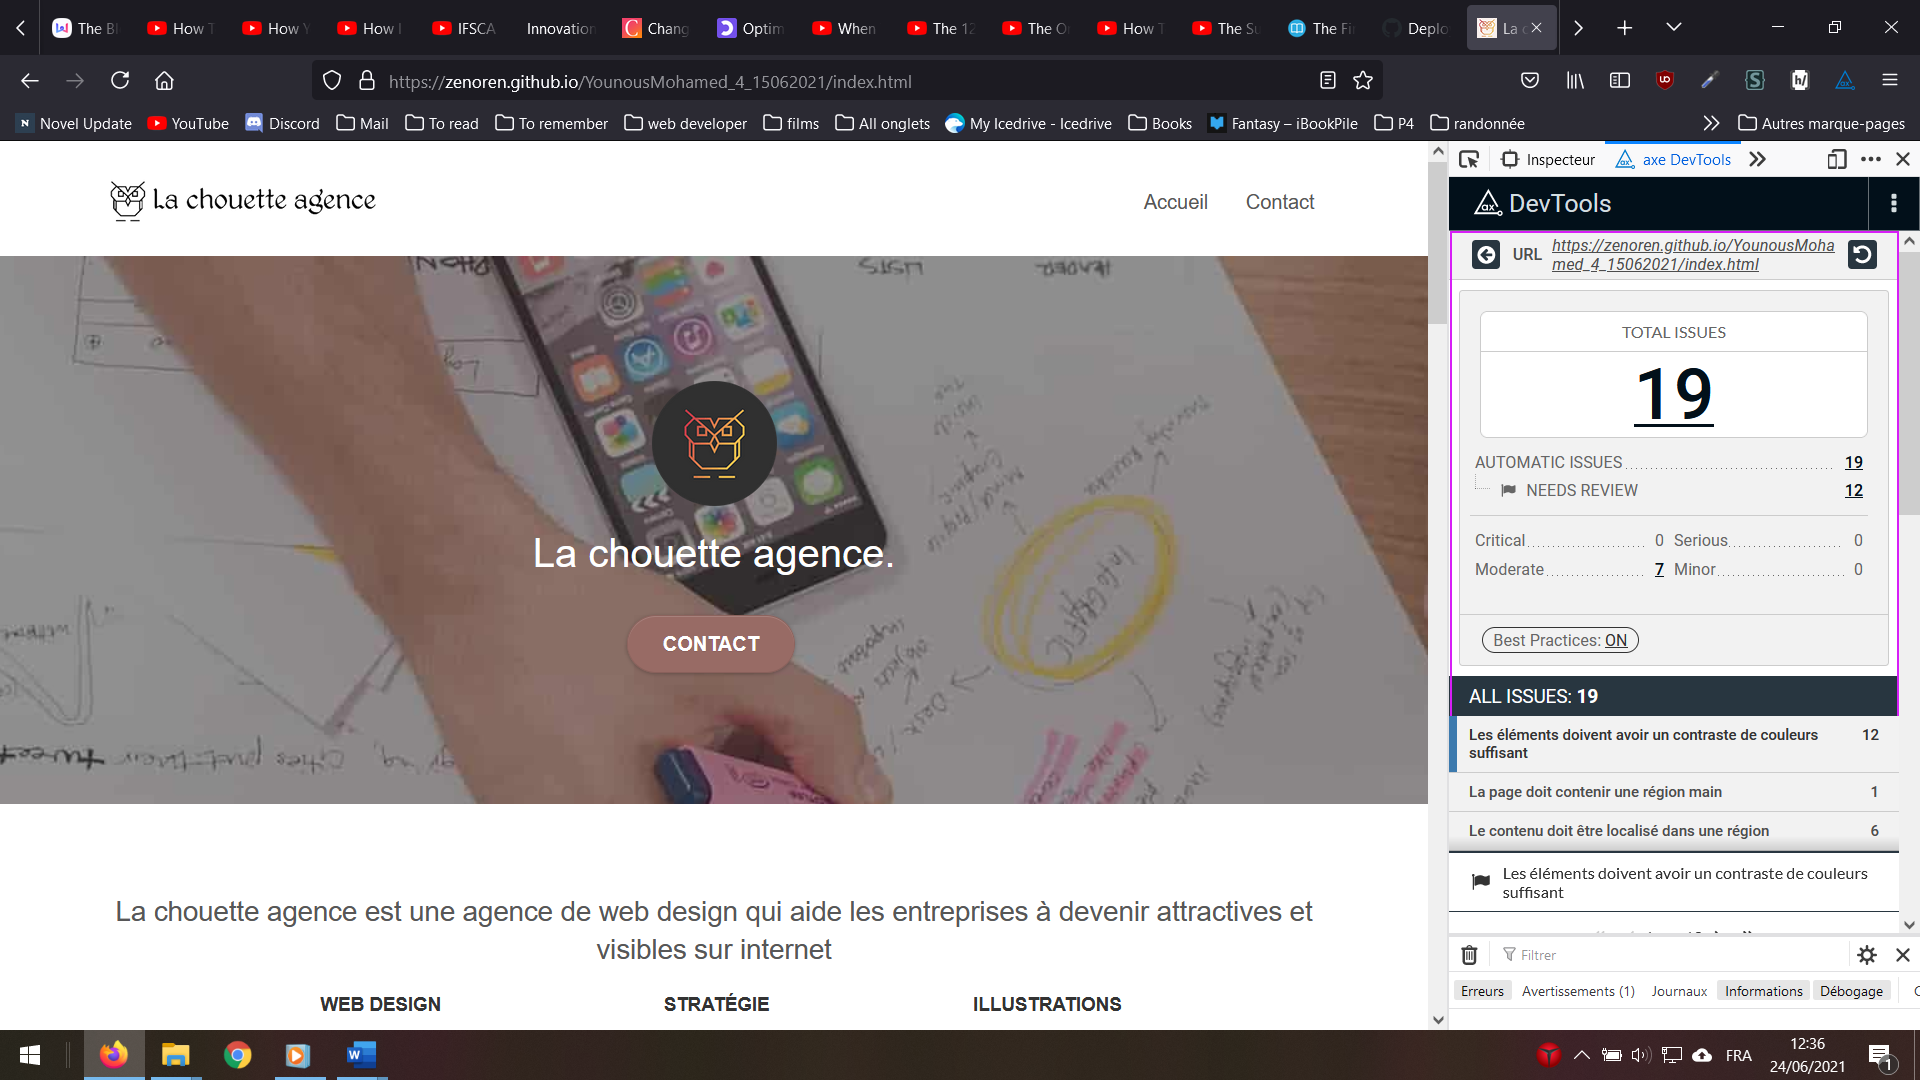 The Bl
How T
How Y
How I
IFSCA
Innovation
Chang
Optim
When
The 12
The O
How T
The Su
The Fi
Deplo
La c
https://zenoren.github.io/YounousMohamed_4_15062021/index.html
Novel Update
YouTube
Discord
Mail
To read
To remember
web developer
films
All onglets
My Icedrive - Icedrive
Books
Fantasy – iBookPile
P4
randonnée
Autres marque-pages
La chouette agence
Accueil
Contact
La chouette agence.
CONTACT
La chouette agence est une agence de web design qui aide les entreprises à devenir attractives et
visibles sur internet
WEB DESIGN
STRATÉGIE
ILLUSTRATIONS
Inspecteur
axe DevTools
DevTools
URL
https://zenoren.github.io/YounousMoha
med_4_15062021/index.html
TOTAL ISSUES
19
AUTOMATIC ISSUES 19
NEEDS REVIEW 12
Critical 0 Serious 0
Moderate 7 Minor 0
Best Practices: ON
ALL ISSUES: 19
Les éléments doivent avoir un contraste de couleurs 12
suffisant
La page doit contenir une région main 1
Le contenu doit être localisé dans une région 6
Les éléments doivent avoir un contraste de couleurs
suffisant
Filtrer
Erreurs
Avertissements (1)
Journaux
Informations
Débogage
FRA
12:36
24/06/2021
1